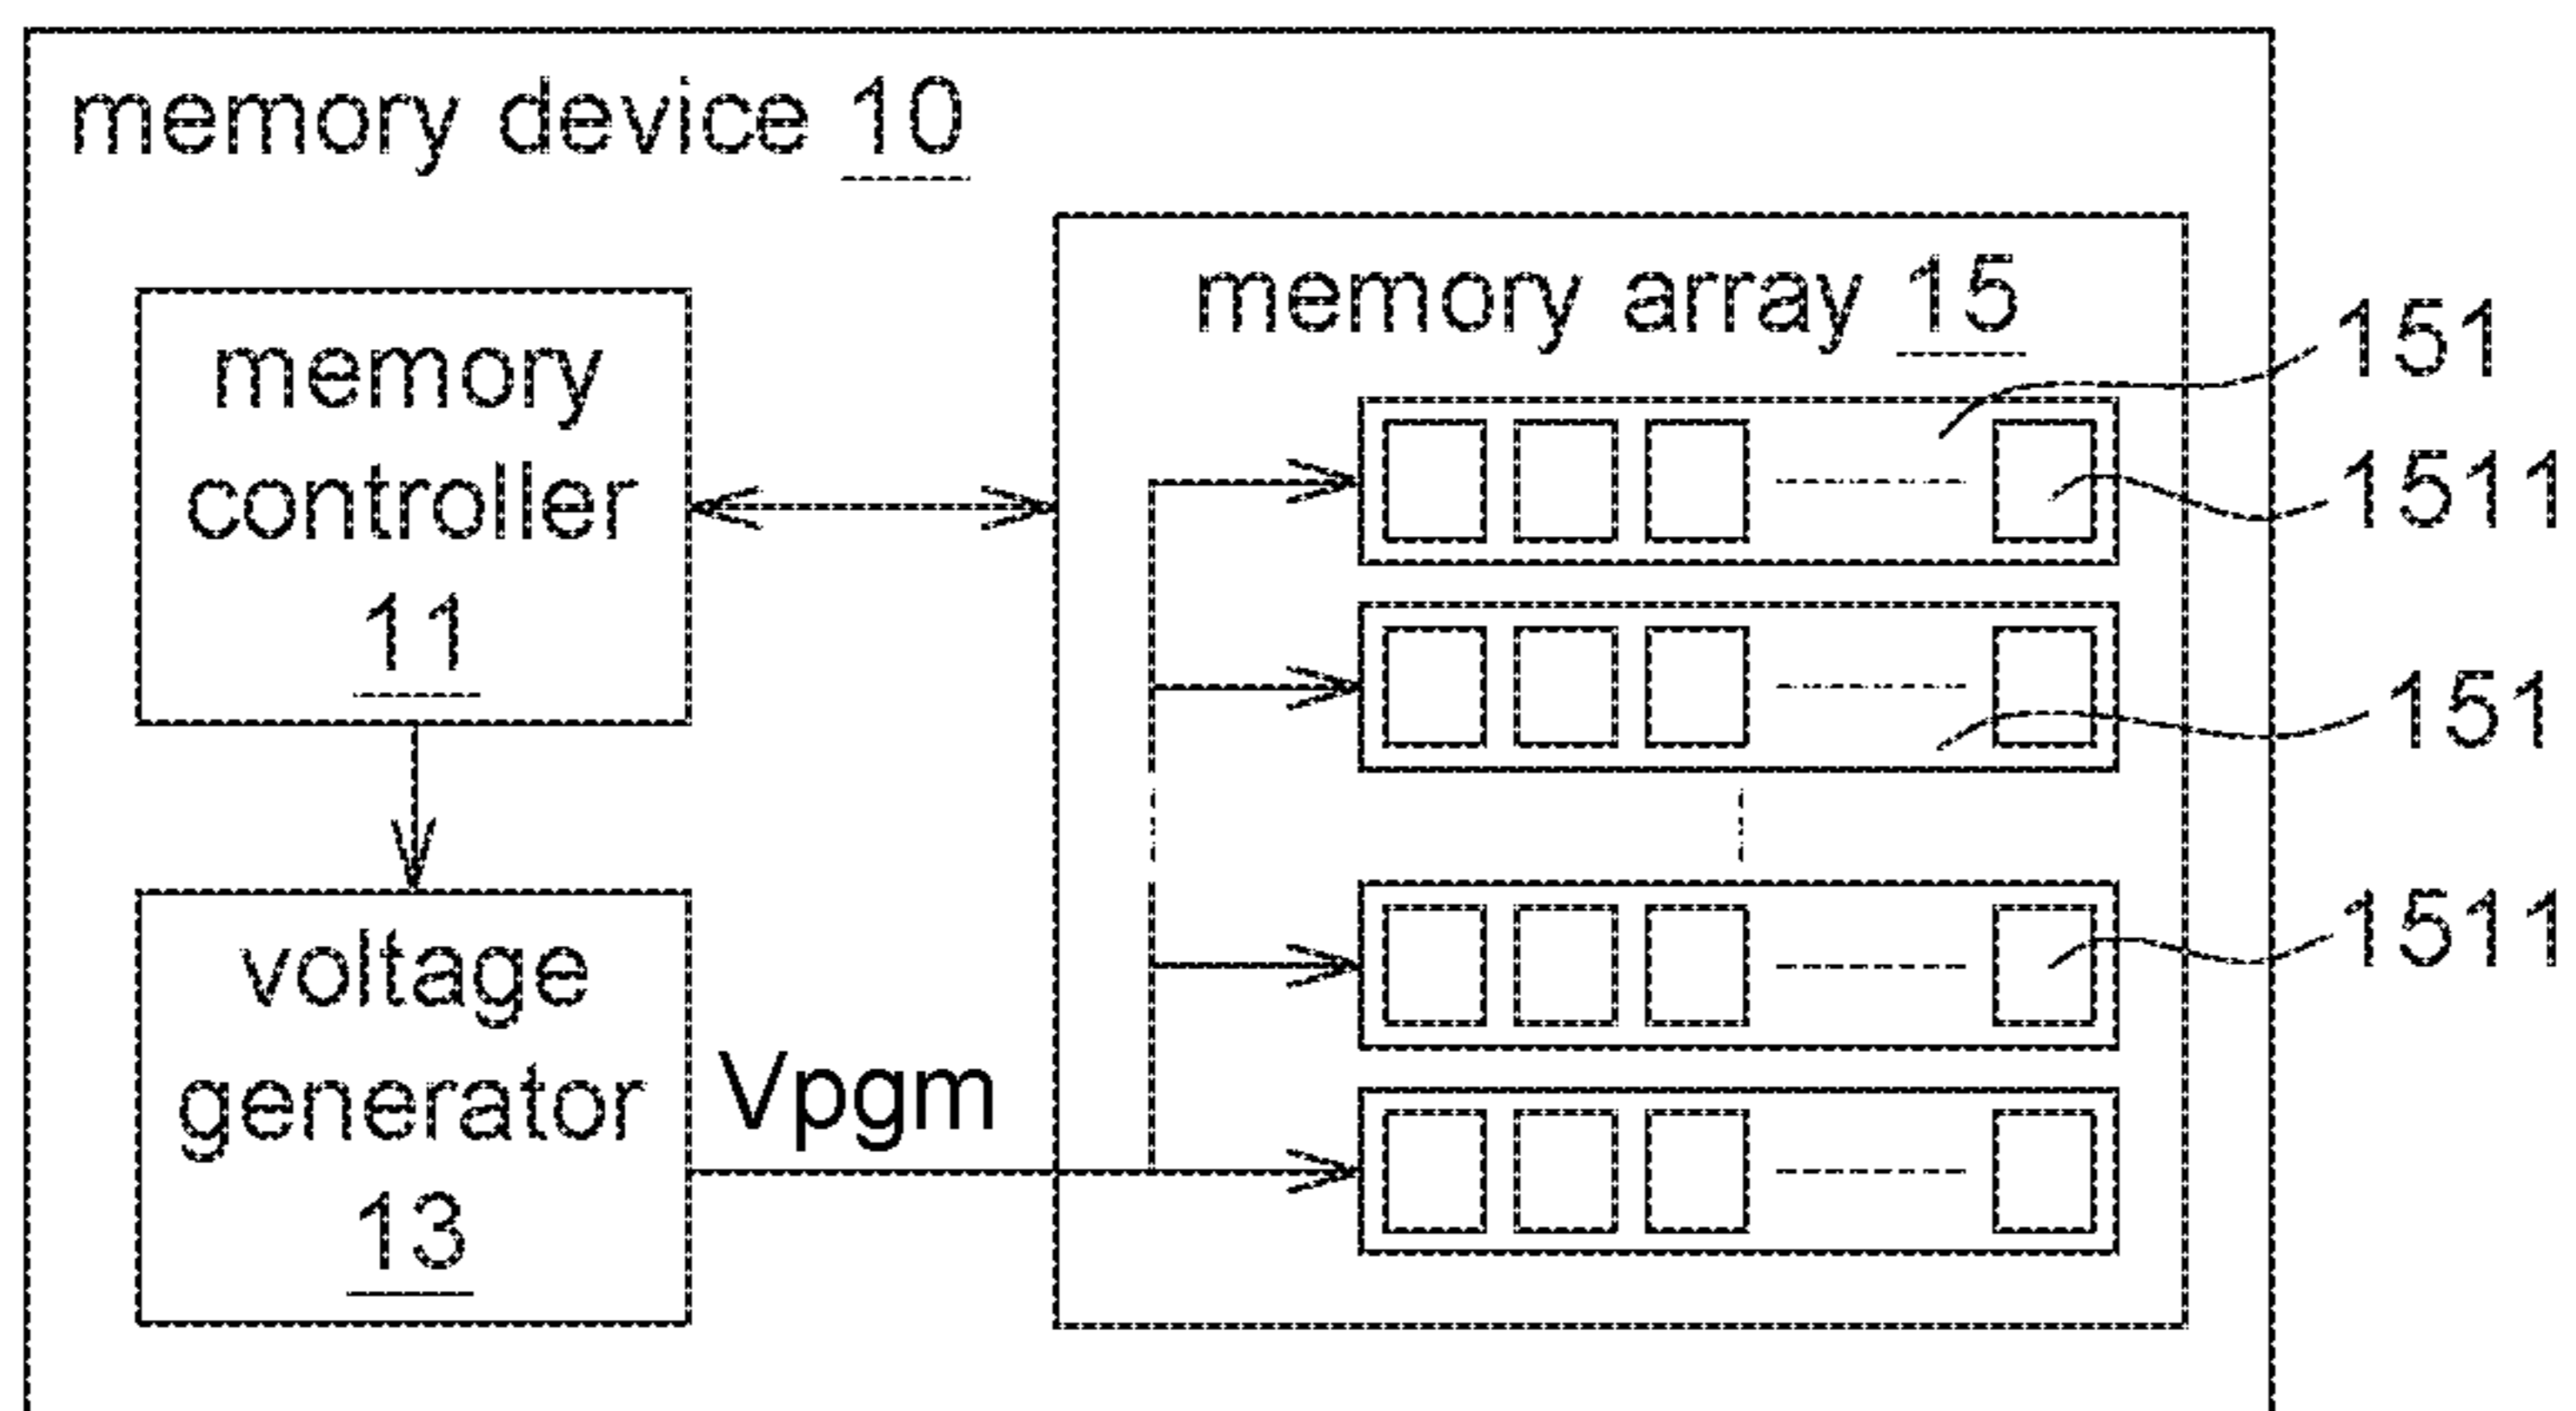 memory device 10
memory array 15
memory
controller
11
151
1511
151
voltage
generator
13
Vpgm
1511